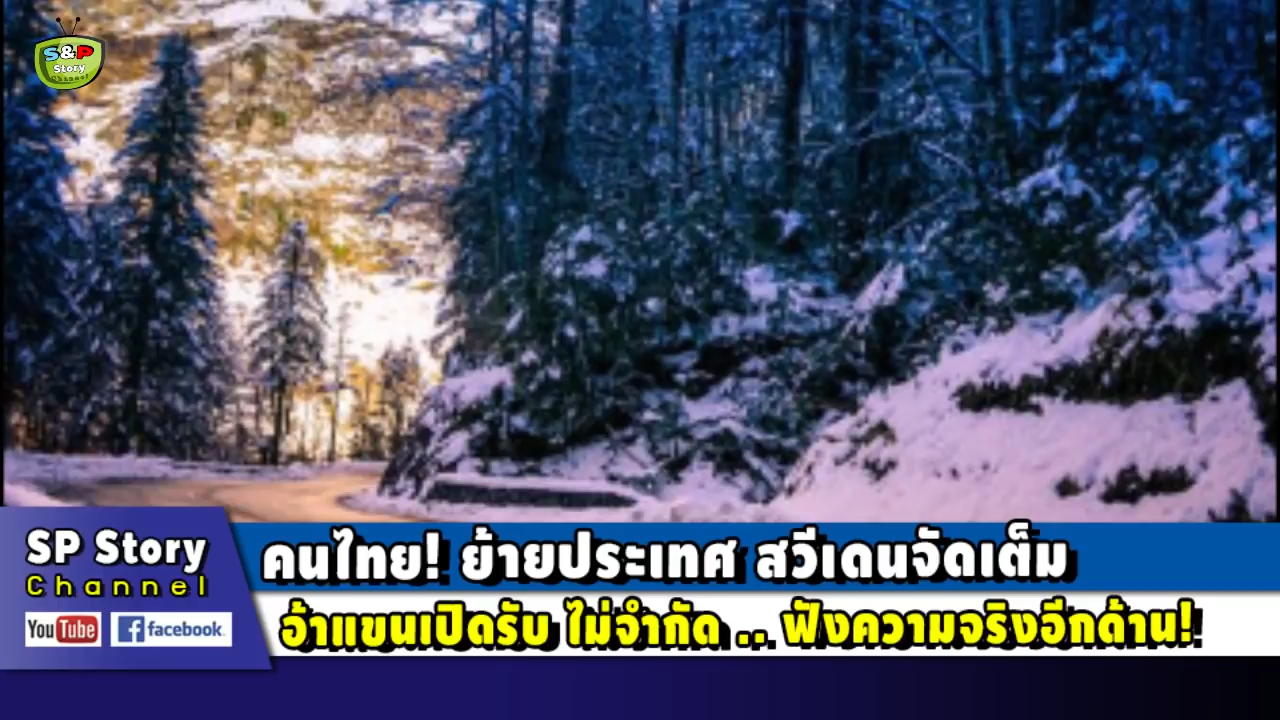 S&P
Story
Channel
SP Story
Channel
YouTube
facebook
คนไทย! ย้ายประเทศ สวีเดนจัดเต็ม
อ้าแขนเปิดรับ ไม่จำกัด .. ฟังความจริงอีกด้าน!